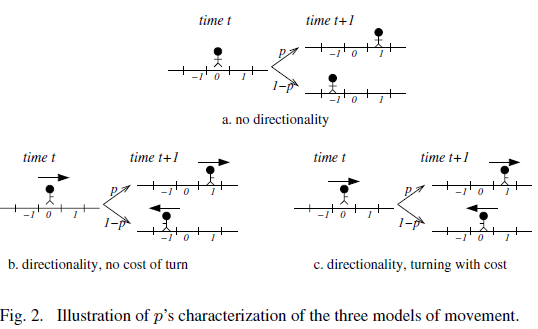 time t time t+1
p
-1 0 1
-1 0 1
1-p
-1 0 1
a. no directionality
time t time t+1 time t time t+1
p p
-1 0 1 -1 0 1
-1 0 1 -1 0 1
1-p 1-p
-1 0 1 -1 0 1
b. directionality, no cost of turn c. directionality, turning with cost
Fig. 2. Illustration of p's characterization of the three models of movement.